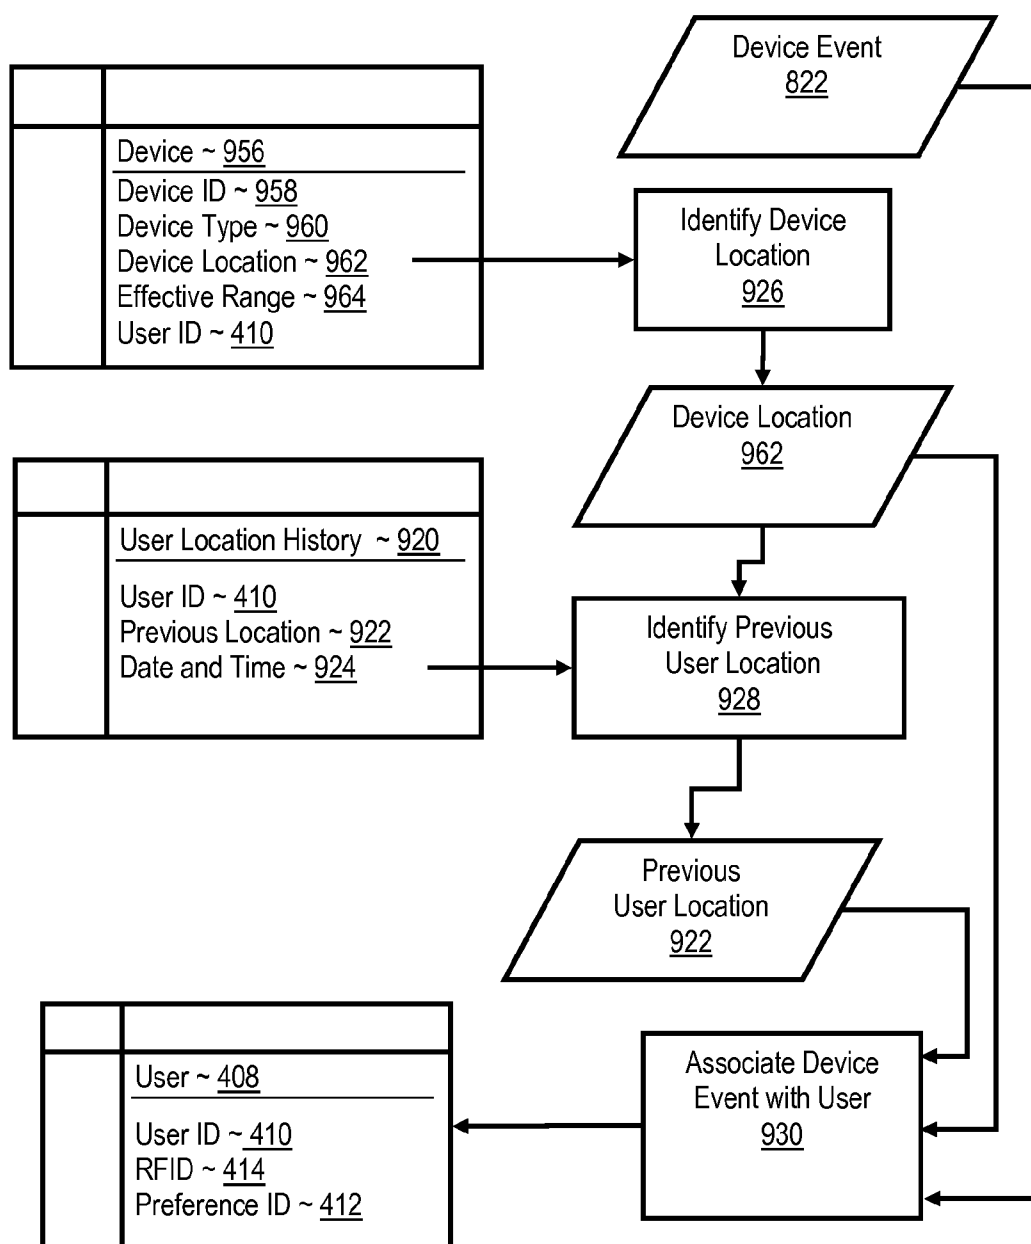 Device Event
822
Device ~ 956
Device ID ~ 958
Device Type ~ 960
Device Location ~ 962
Effective Range ~ 964
User ID ~ 410
Identify Device
Location
926
Device Location
962
User Location History ~ 920
User ID ~ 410
Previous Location ~ 922
Date and Time ~ 924
Identify Previous
User Location
928
Previous
User Location
922
User ~ 408
User ID ~ 410
RFID ~ 414
Preference ID ~ 412
Associate Device
Event with User
930